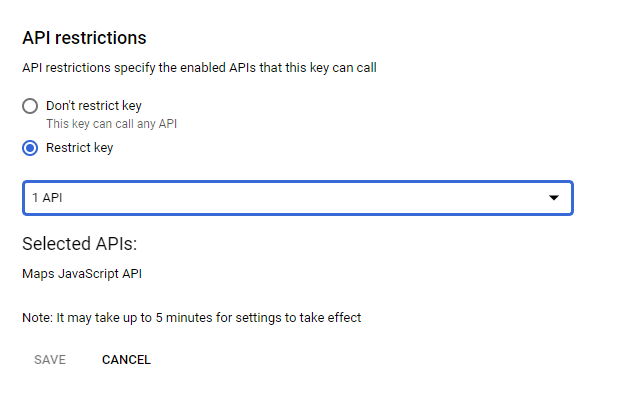 API restrictions
API restrictions specify the enabled APIs that this key can call
Don't restrict key
This key can call any API
Restrict key
1 API
Selected APIs:
Maps JavaScript API
Note: It may take up to 5 minutes for settings to take effect
SAVE CANCEL